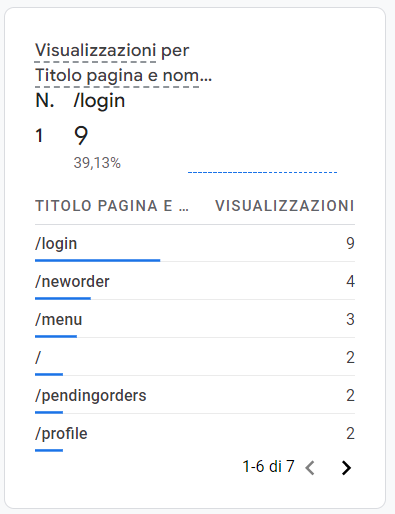 Visualizzazioni per
Titolo pagina e nom...
N. /login
1 9
39,13%
TITOLO PAGINA E ... VISUALIZZAZIONI
/login 9
/neworder 4
/menu 3
/ 2
/pendingorders 2
/profile 2
1-6 di 7